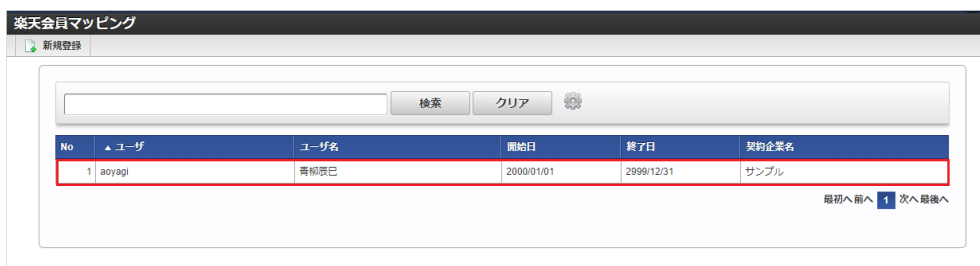 楽天会員マッピング
新規登録
検索 クリア
No ▲ ユーザ ユーザ名 開始日 終了日 契約企業名
1 aoyagi 青柳辰巳 2000/01/01 2999/12/31 サンプル
最初へ 前へ 1 次へ 最後へ